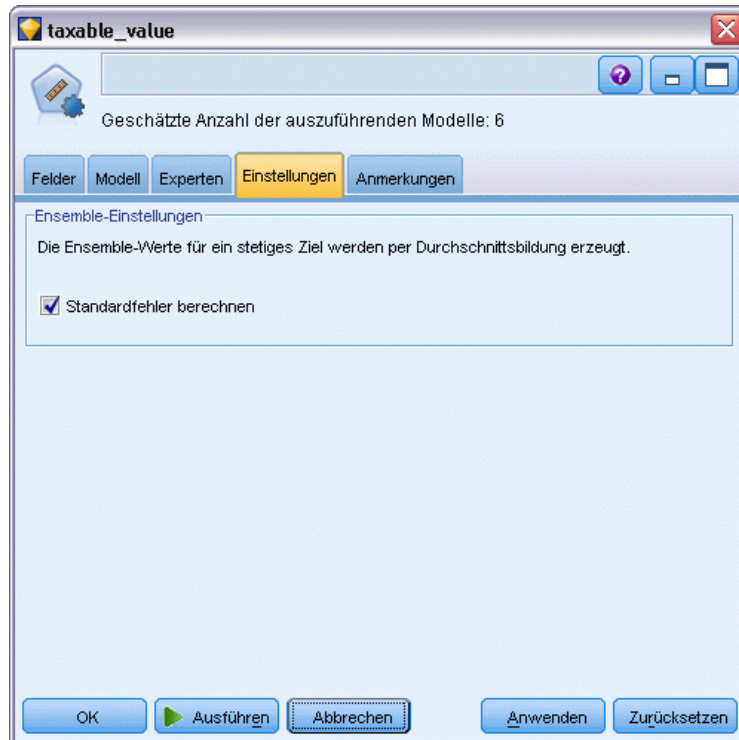 taxable_value
?
Geschätzte Anzahl der auszuführenden Modelle: 6
Felder Modell Experten Einstellungen Anmerkungen
Ensemble-Einstellungen
Die Ensemble-Werte für ein stetiges Ziel werden per Durchschnittsbildung erzeugt.
Standardfehler berechnen
OK Ausführen Abbrechen Anwenden Zurücksetzen